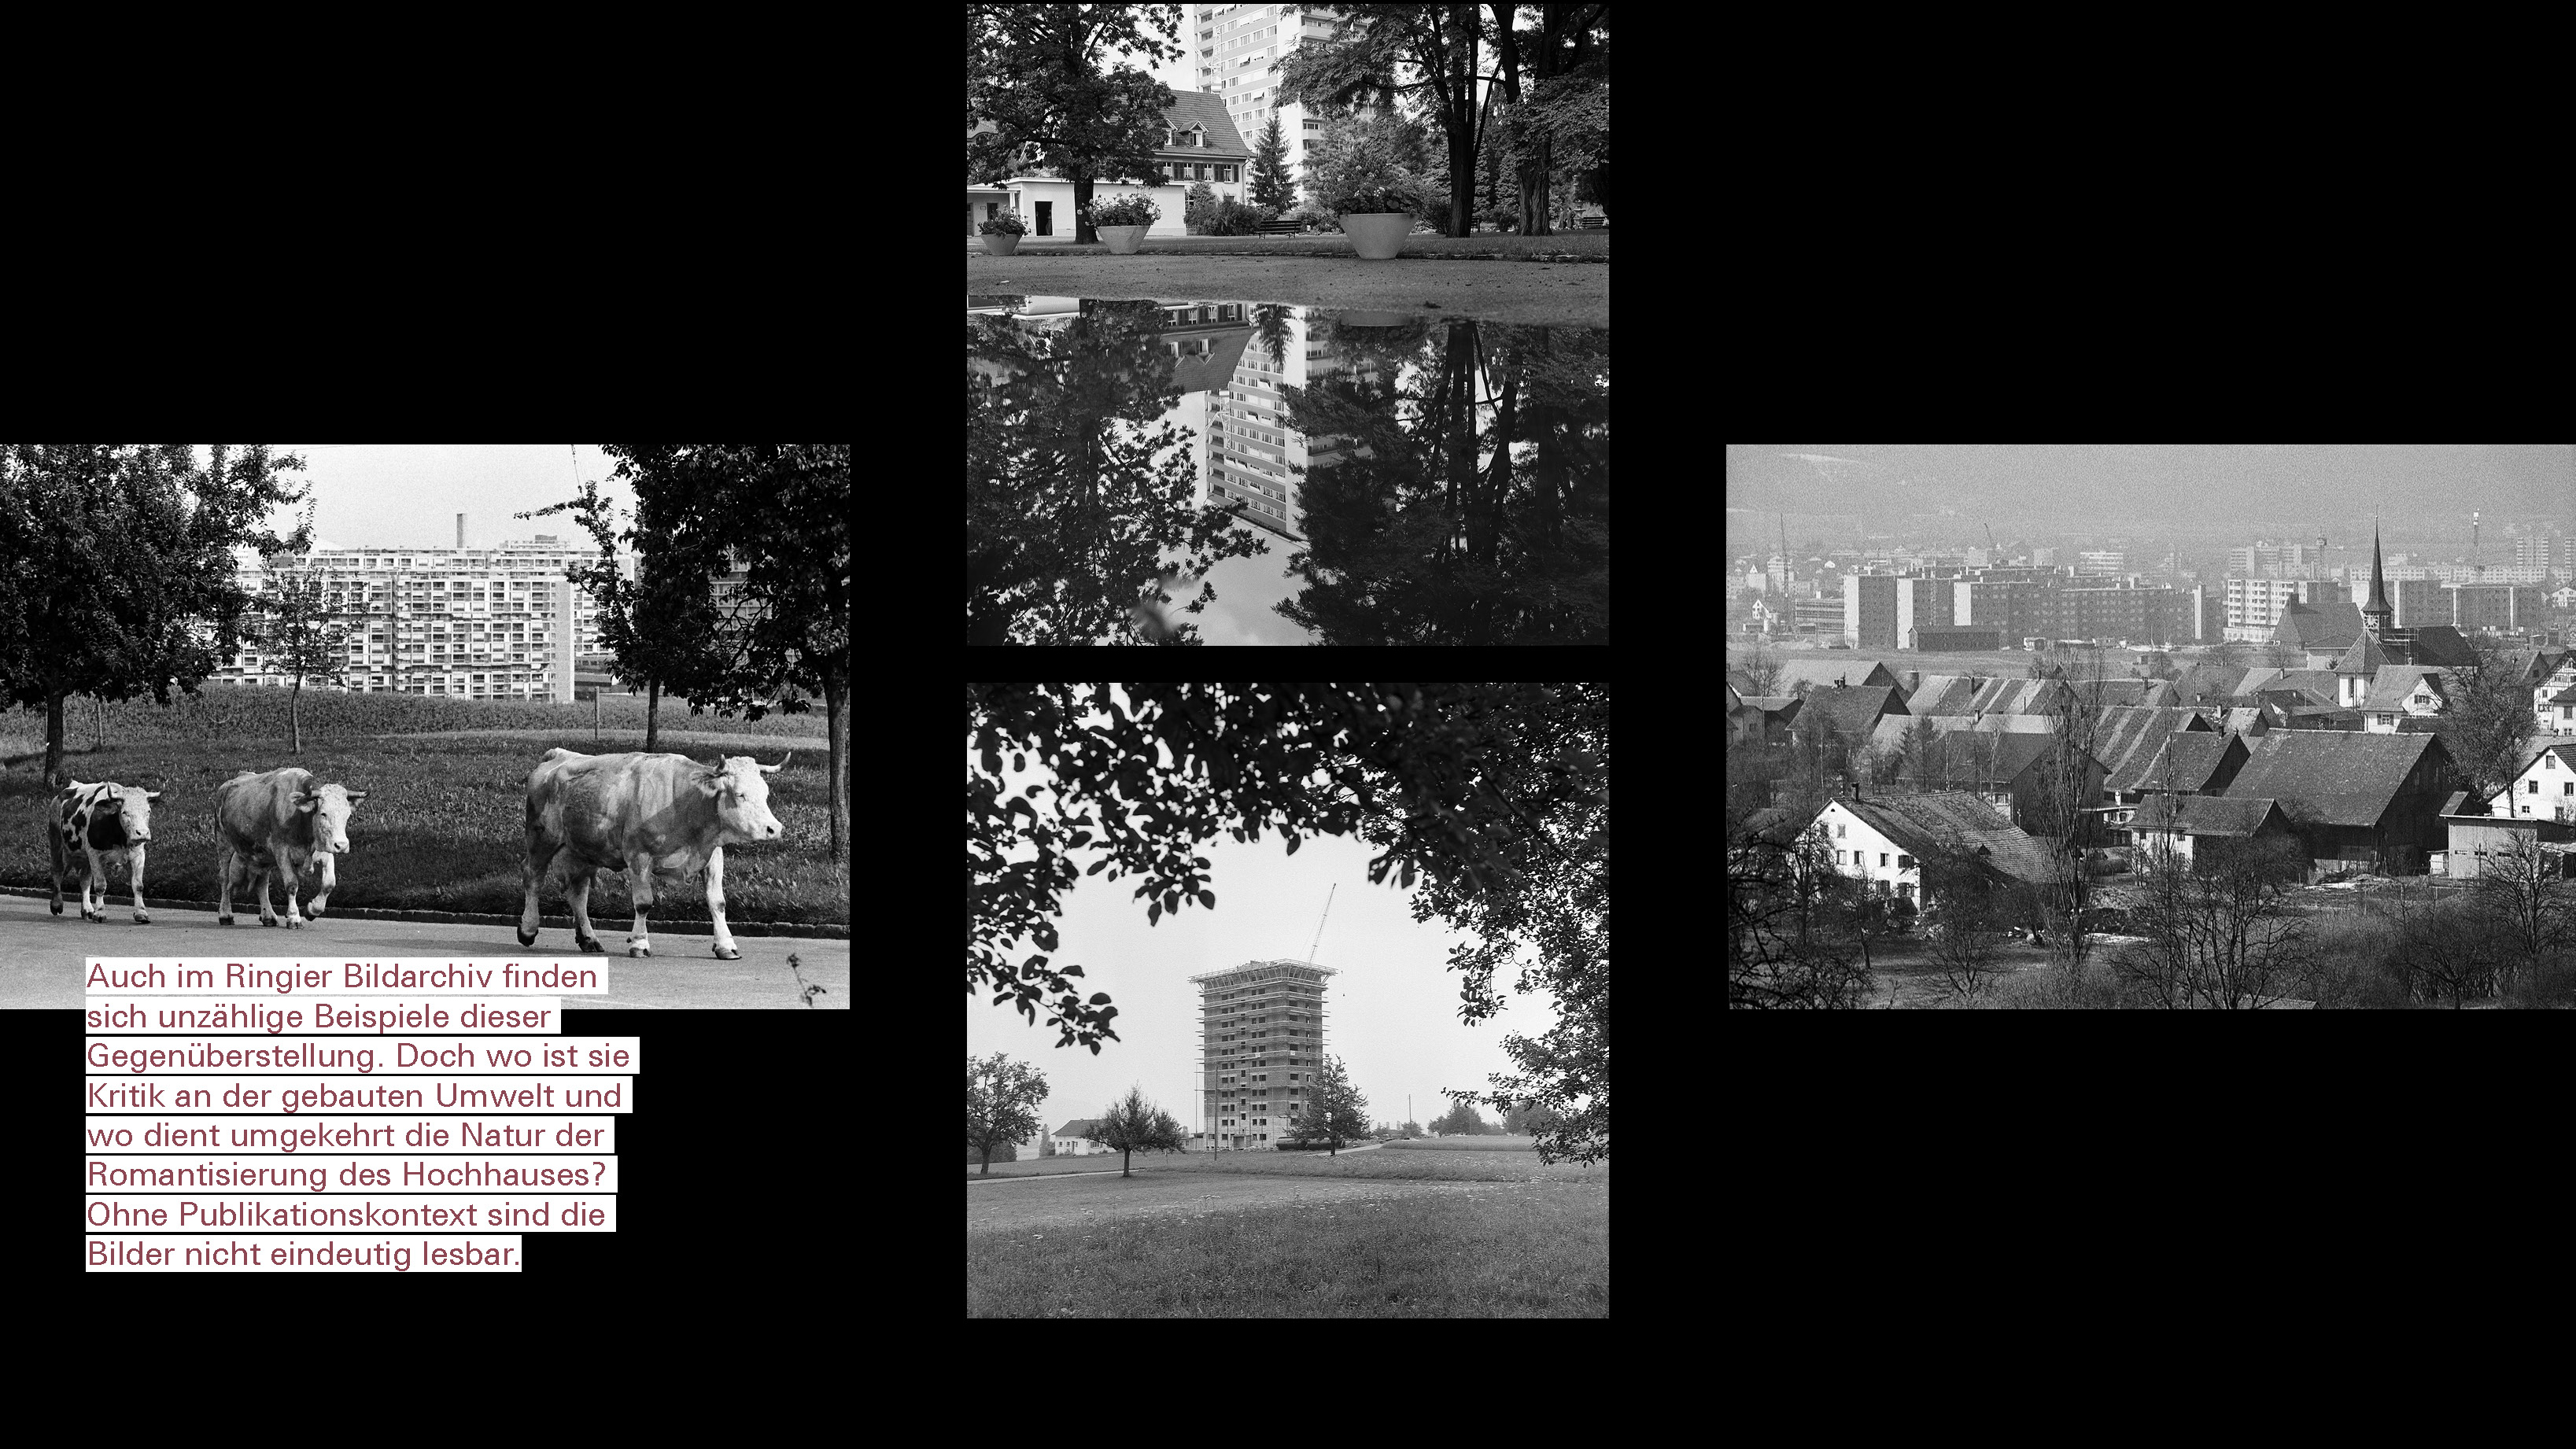 Auch im Ringier Bildarchiv finden
sich unzählige Beispiele dieser
Gegenüberstellung. Doch wo ist sie
Kritik an der gebauten Umwelt und
wo dient umgekehrt die Natur der
Romantisierung des Hochhauses?
Ohne Publikationskontext sind die
Bilder nicht eindeutig lesbar.